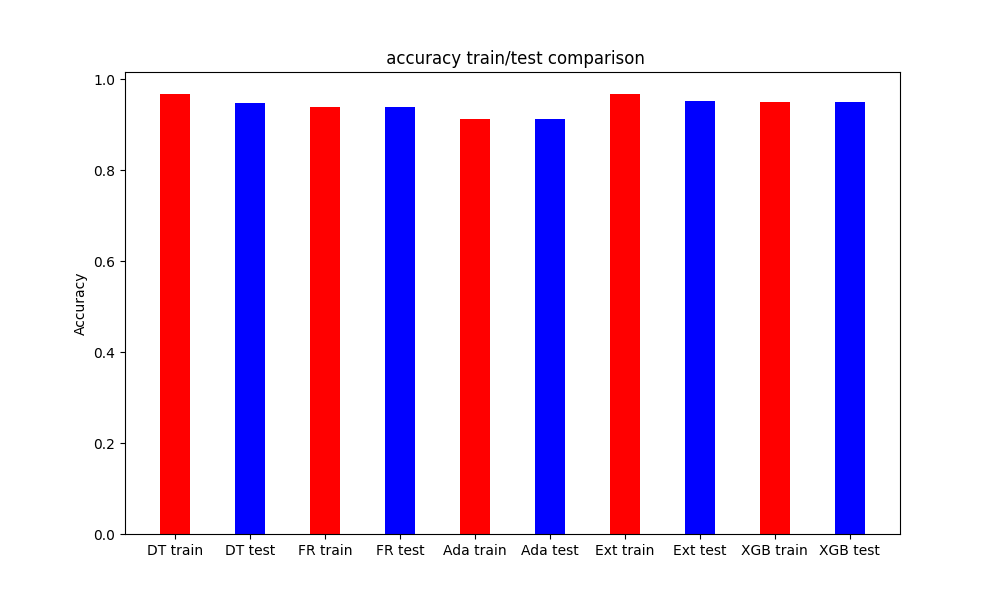 accuracy train/test comparison
Accuracy
1.0
0.8
0.6
0.4
0.2
0.0
DT train DT test FR train FR test Ada train Ada test Ext train Ext test XGB train XGB test